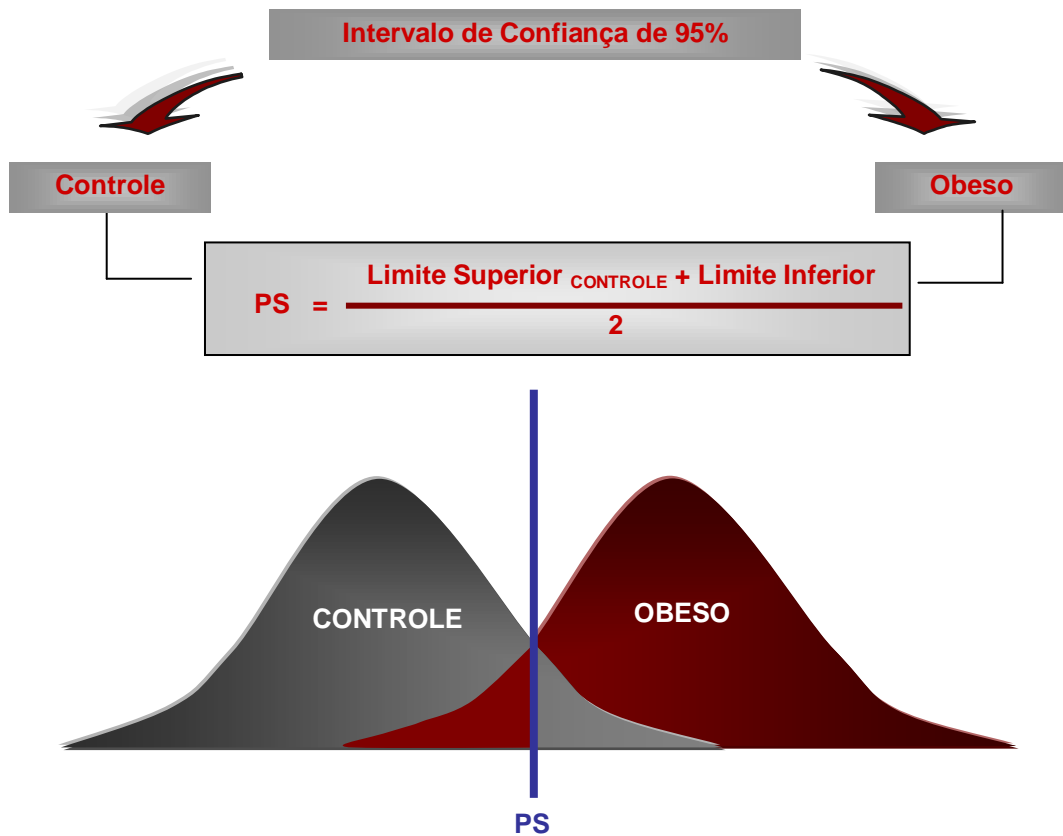 Intervalo de Confiança de 95%
Controle
Obeso
Limite Superior CONTROLE + Limite Inferior
PS =
2
CONTROLE
OBESO
PS